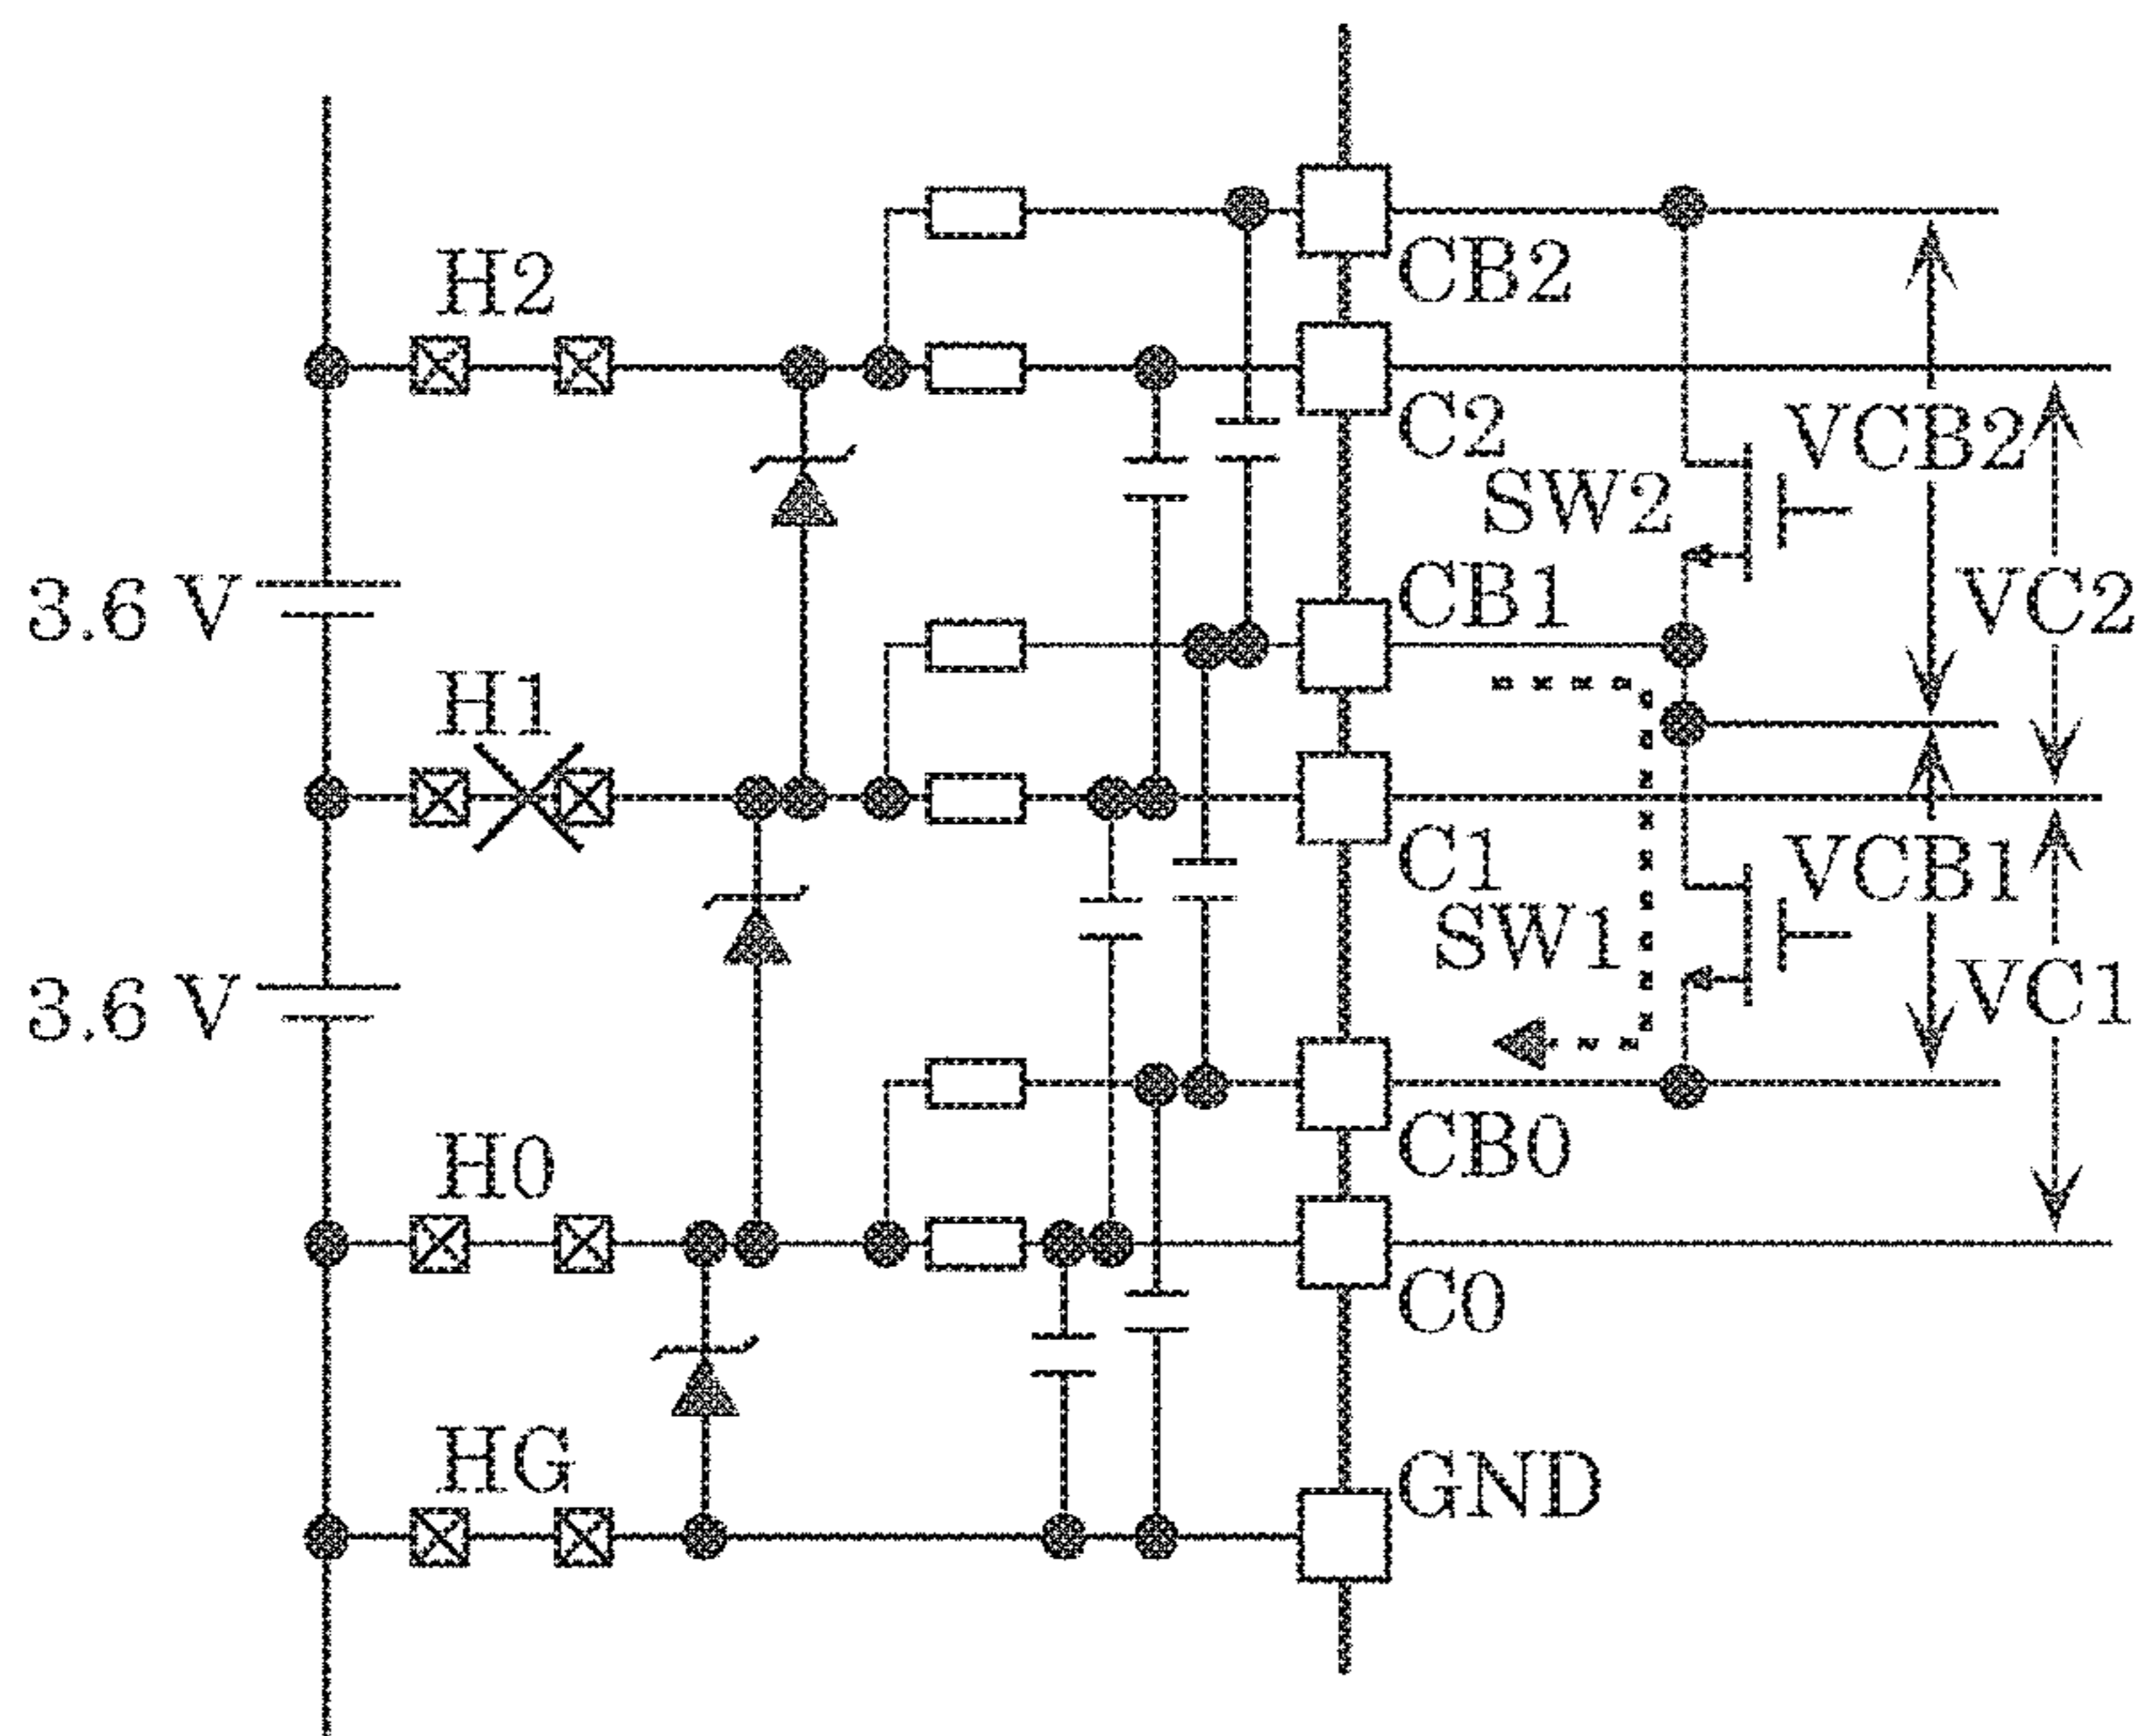 H2
CB2
C2
VCB2
SW2
CB1
3.6 V
VC2
H1
C1
VCB1
SW1
3.6 V
VC1
H0
CB0
C0
HG
GND